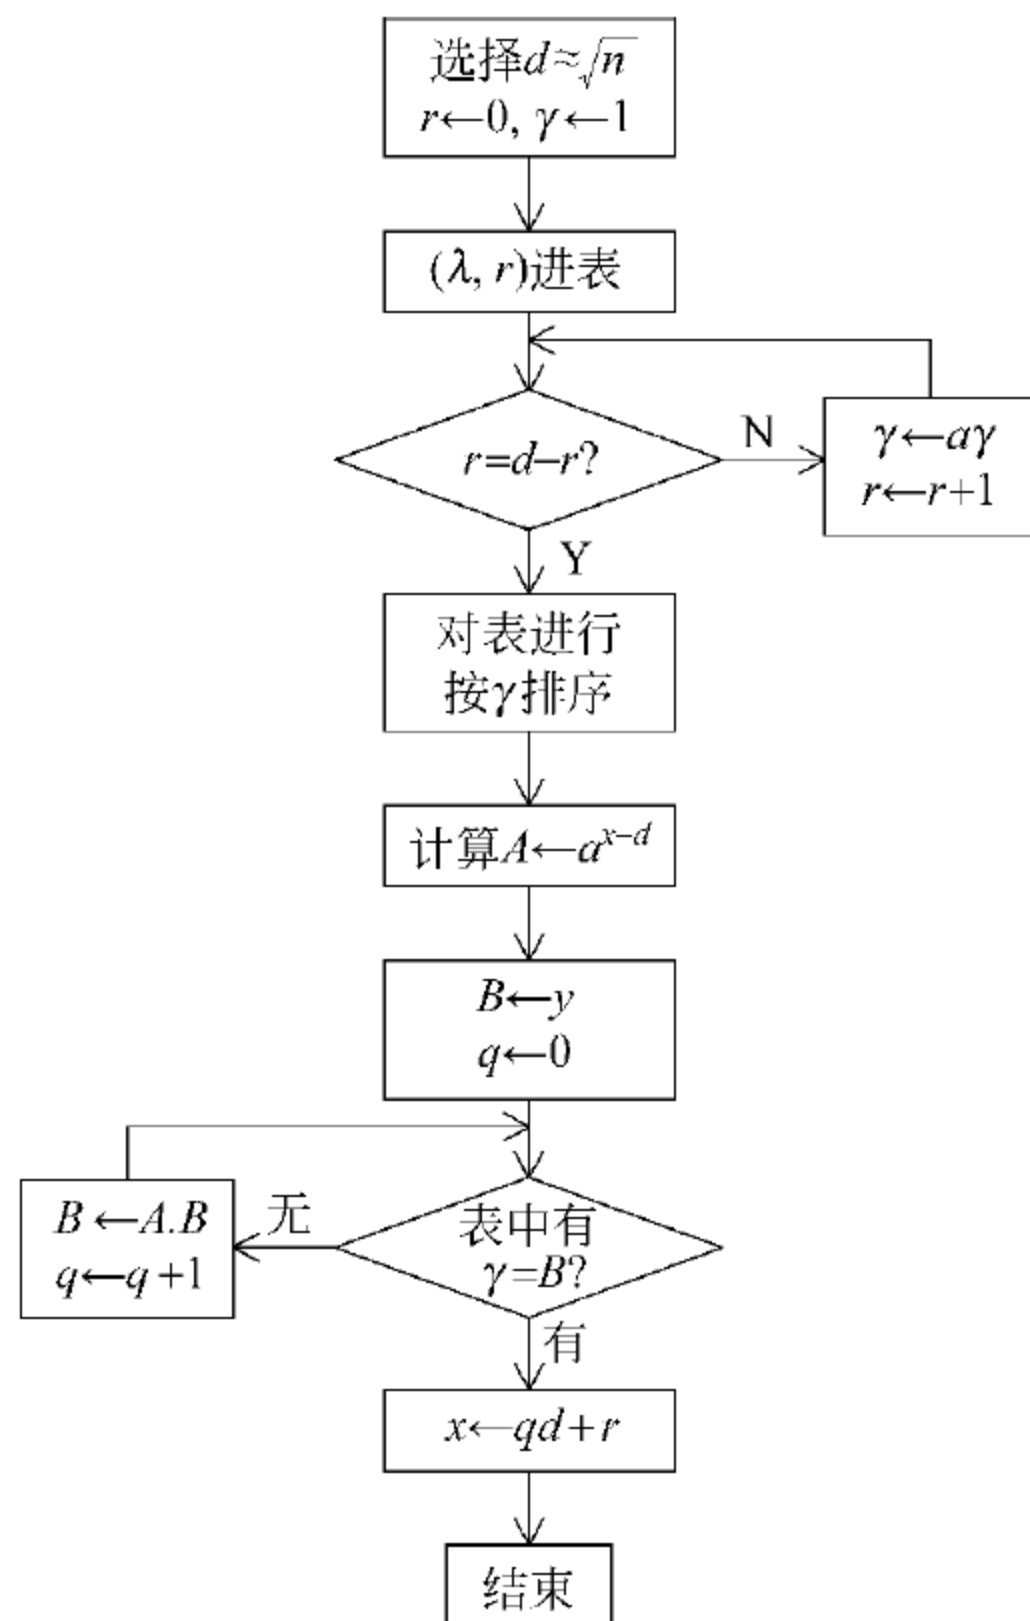 选择d≈√n
r←0, γ←1
(λ, r)进表
r=d–r?
N
γ←aγ
r←r+1
Y
对表进行
按γ排序
计算A←a^{x–d}
B←y
q←0
B←A.B
q←q+1
无
表中有
γ=B?
有
x←qd+r
结束